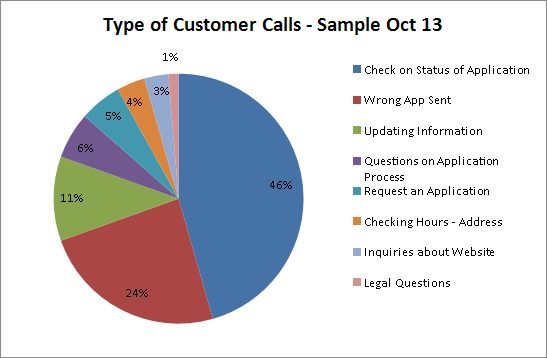 Type of Customer Calls - Sample Oct 13
1%
3%
4%
5%
6%
11%
24%
46%
Check on Status of Application
Wrong App Sent
Updating Information
Questions on Application
Process
Request an Application
Checking Hours - Address
Inquiries about Website
Legal Questions